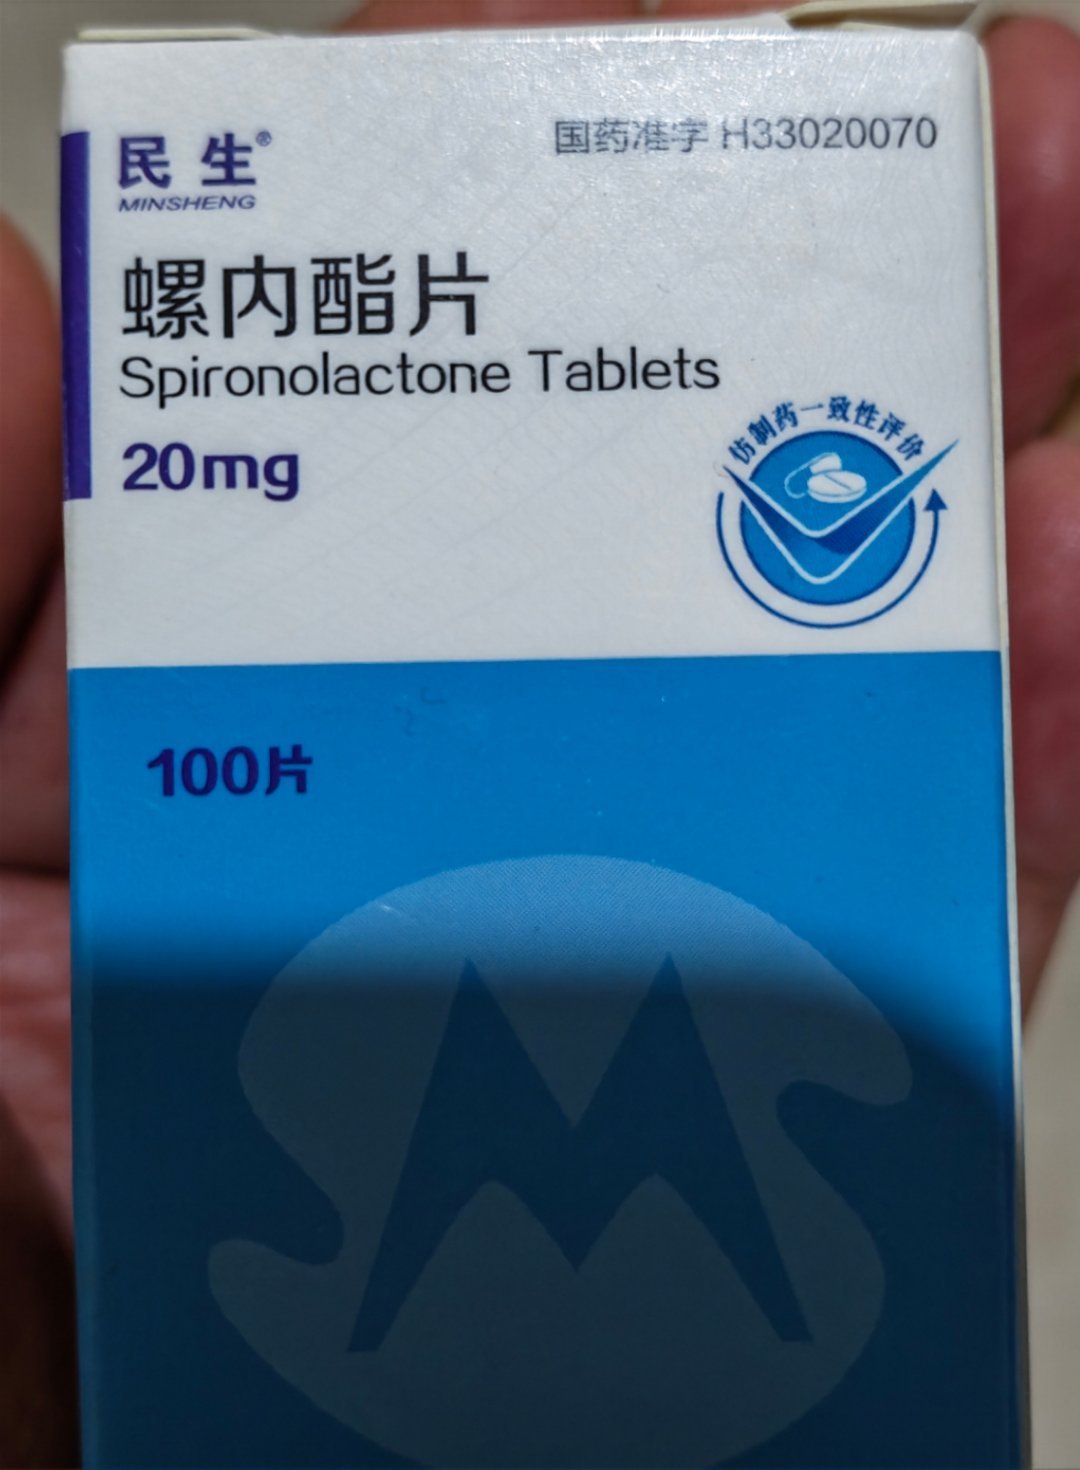 民生®
MINSHENG
国药准字 H33020070
螺内酯片
Spironolactone Tablets
20mg
仿制药一致性评价
100片